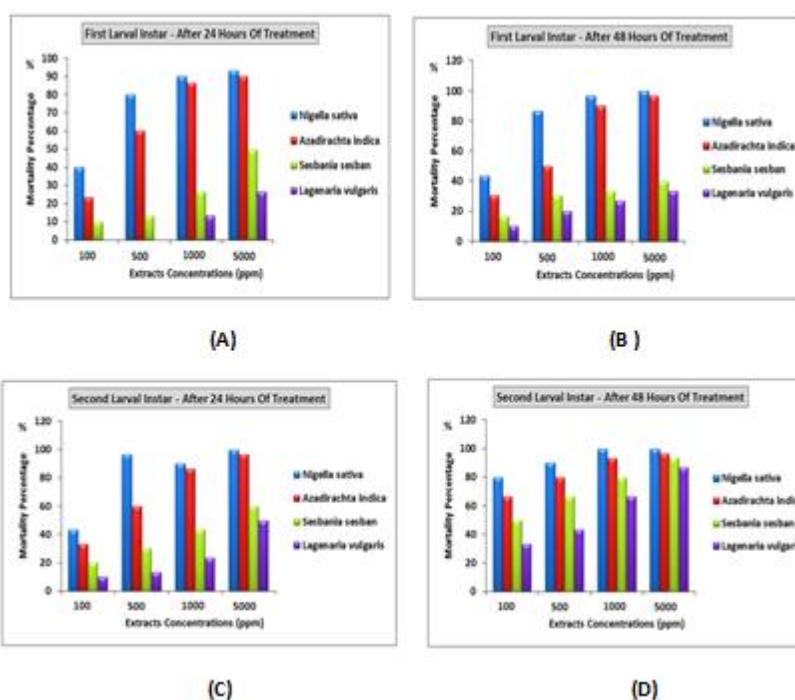 First Larval Instar - After 24 Hours Of Treatment
Mortality Percentage %
100
90
80
70
60
50
40
30
20
10
0
100 500 1000 5000
Extracts Concentrations (ppm)
Nigella sativa
Azadirachta indica
Sesbania sesban
Lagenaria vulgaris
(A)
First Larval Instar - After 48 Hours Of Treatment
Mortality Percentage %
120
100
80
60
40
20
0
100 500 1000 5000
Extracts Concentrations (ppm)
Nigella sativa
Azadirachta indica
Sesbania sesban
Lagenaria vulgaris
(B )
Second Larval Instar - After 24 Hours Of Treatment
Mortality Percentage %
120
100
80
60
40
20
0
100 500 1000 5000
Extracts Concentrations (ppm)
Nigella sativa
Azadirachta indica
Sesbania sesban
Lagenaria vulgaris
(C)
Second Larval Instar - After 48 Hours Of Treatment
Mortality Percentage %
120
100
80
60
40
20
0
100 500 1000 5000
Extracts Concentrations (ppm)
Nigella sativa
Azadirachta indica
Sesbania sesban
Lagenaria vulgaris
(D)